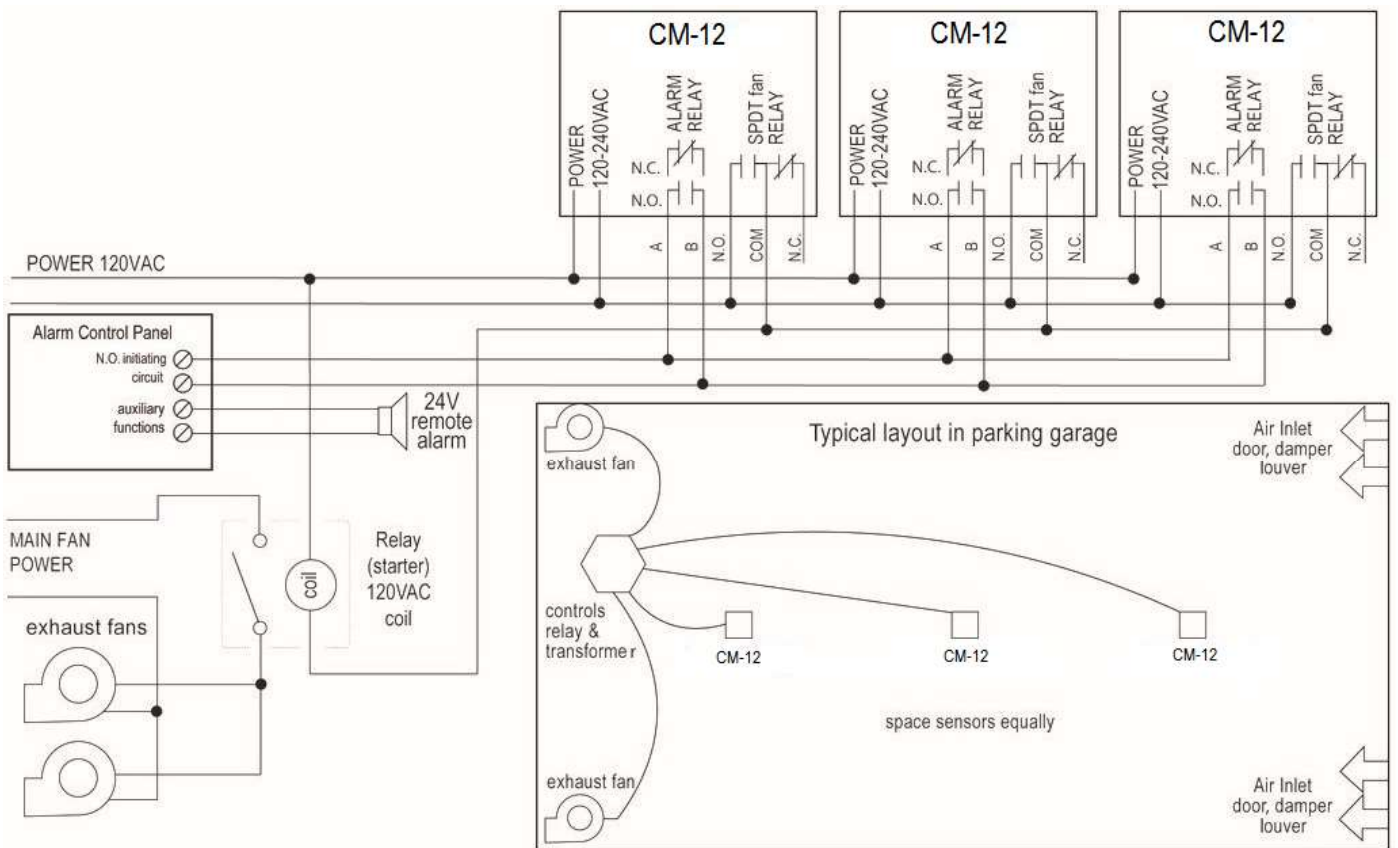 CM-12
CM-12
CM-12
POWER
120-240VAC
ALARM
RELAY
SPDT fan
RELAY
N.C.
N.O.
A
B
N.O.
COM
N.C.
POWER
120-240VAC
ALARM
RELAY
SPDT fan
RELAY
N.C.
N.O.
A
B
N.O.
COM
N.C.
POWER
120-240VAC
ALARM
RELAY
SPDT fan
RELAY
N.C.
N.O.
A
B
N.O.
COM
N.C.
POWER 120VAC
Alarm Control Panel
N.O. initiating
circuit
auxiliary
functions
24V
remote
alarm
MAIN FAN
POWER
exhaust fans
coil
Relay
(starter)
120VAC
coil
Typical layout in parking garage
exhaust fan
Air Inlet
door, damper
louver
controls
relay &
transformer
CM-12
CM-12
CM-12
space sensors equally
exhaust fan
Air Inlet
door, damper
louver